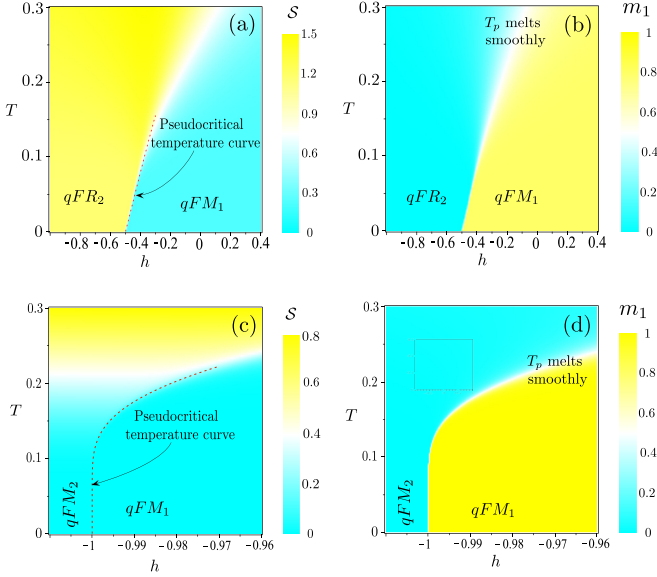 (a)
S
1.5
1.2
0.9
0.6
0.3
0
0.3
0.2
0.1
0
T
Pseudocritical
temperature curve
qFR₂
qFM₁
-0.8 -0.6 -0.4 -0.2 0 0.2 0.4
h
Tₚ melts
smoothly
(b)
m₁
1
0.8
0.6
0.4
0.2
0
0.3
0.2
0.1
0
T
qFR₂
qFM₁
-0.8 -0.6 -0.4 -0.2 0 0.2 0.4
h
(c)
S
0.8
0.6
0.4
0.2
0
0.3
0.2
0.1
0
T
Pseudocritical
temperature curve
qFM₂
qFM₁
-1 -0.99 -0.98 -0.97 -0.96
h
(d)
m₁
1
0.8
0.6
0.4
0.2
0
0.3
0.2
0.1
0
T
Tₚ melts
smoothly
qFM₂
qFM₁
-1 -0.99 -0.98 -0.97 -0.96
h